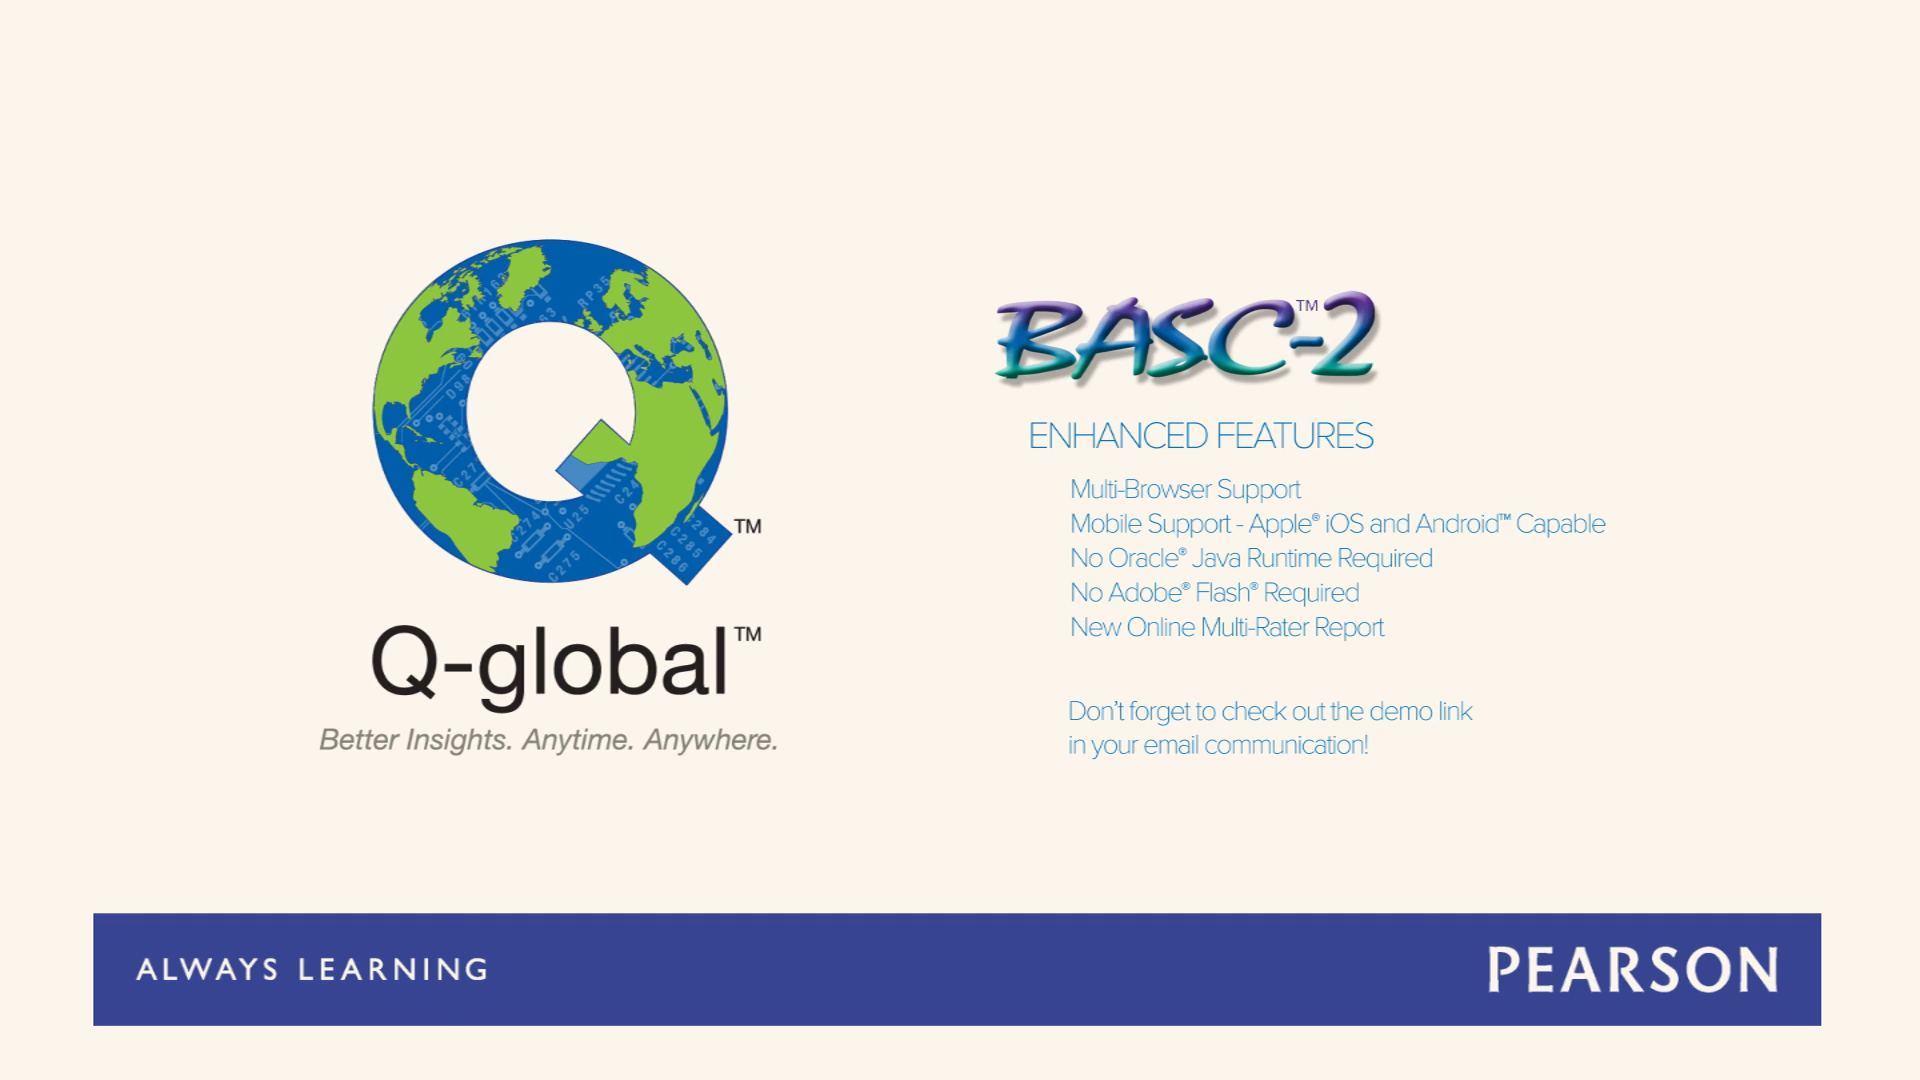 ™
Q-global™
Better Insights. Anytime. Anywhere.
BASC™-2
ENHANCED FEATURES
Multi-Browser Support
Mobile Support - Apple® iOS and Android™ Capable
No Oracle® Java Runtime Required
No Adobe® Flash® Required
New Online Multi-Rater Report
Don't forget to check out the demo link
in your email communication!
ALWAYS LEARNING
PEARSON